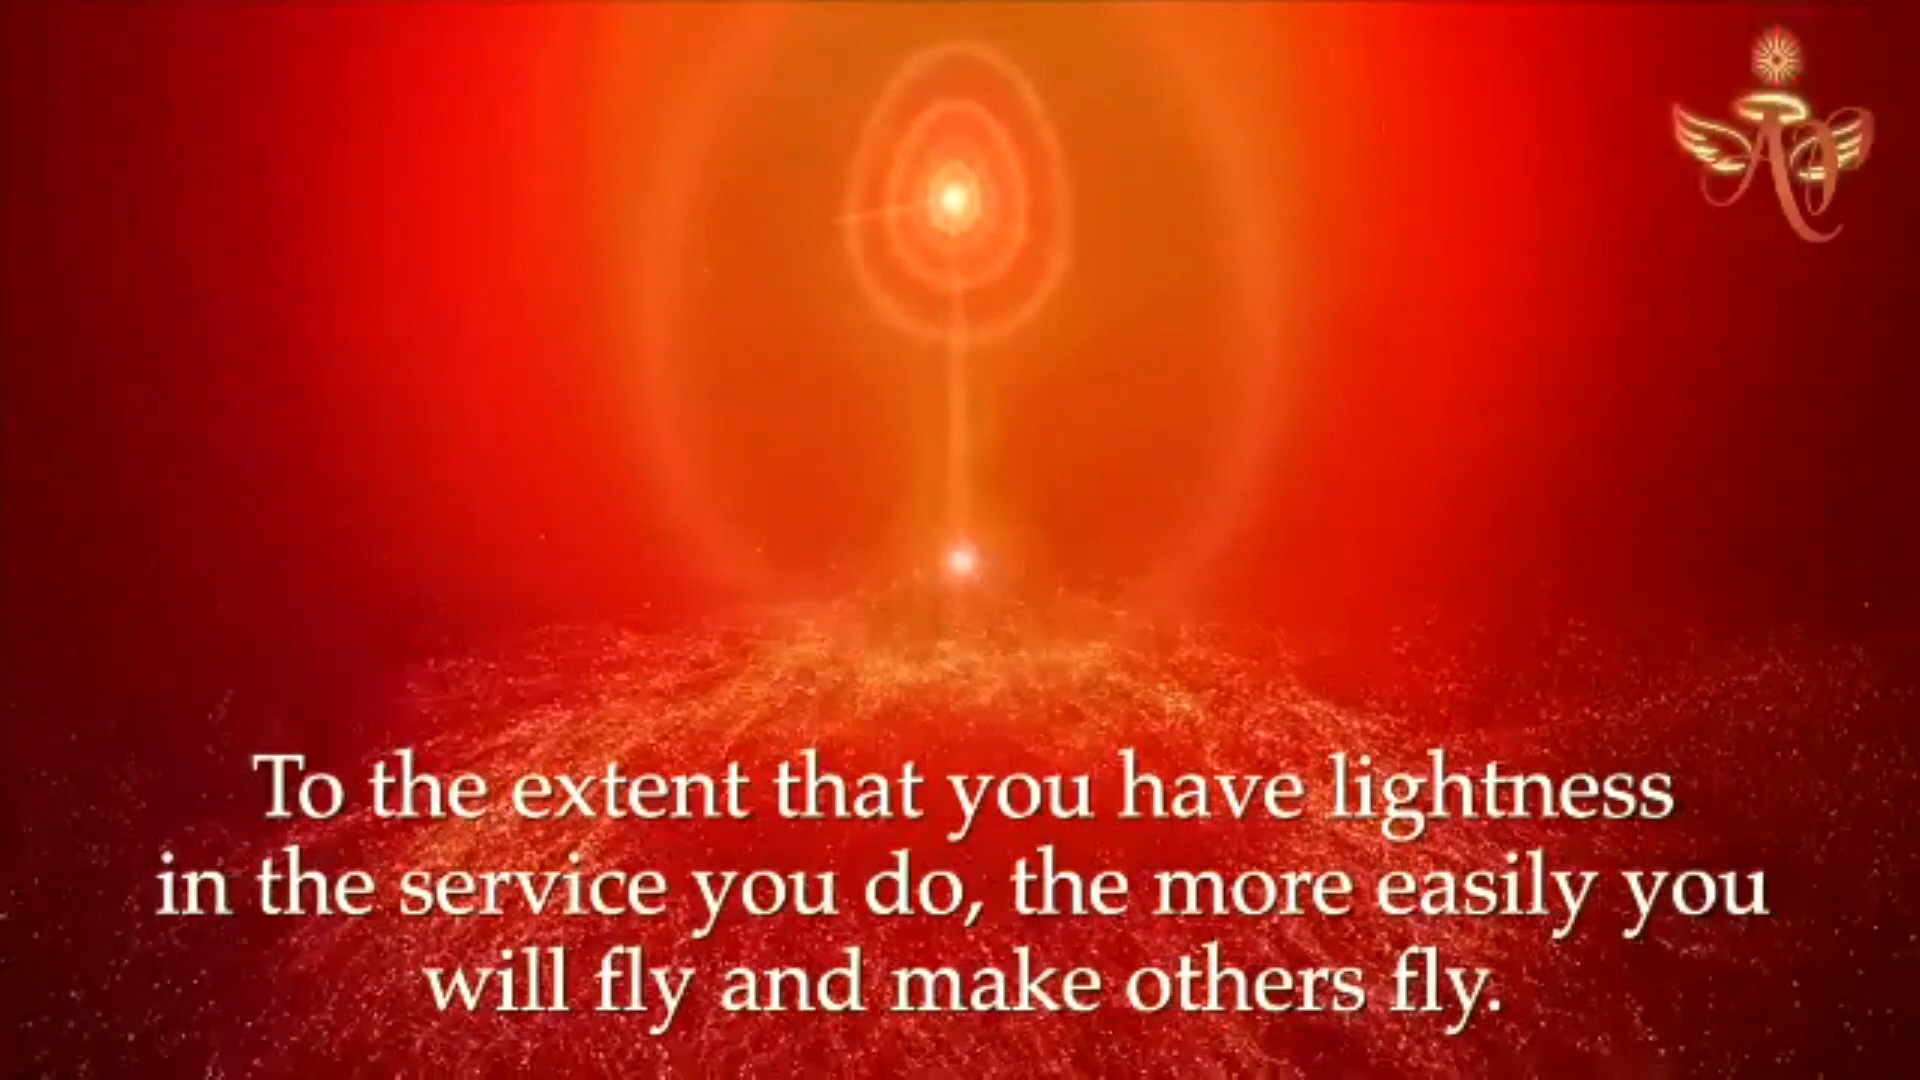 To the extent that you have lightness
in the service you do, the more easily you
will fly and make others fly.